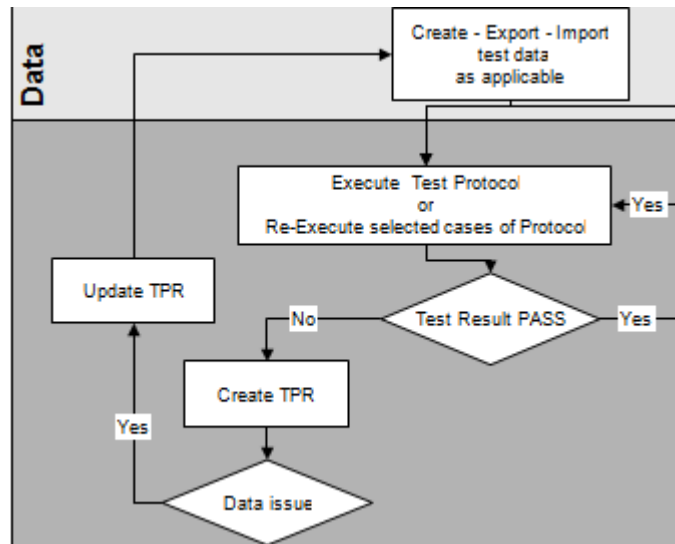 Data
Create - Export - Import
test data
as applicable
Execute Test Protocol
or
Re-Execute selected cases of Protocol
Yes
Update TPR
No
Test Result PASS
Yes
Create TPR
Yes
Data issue